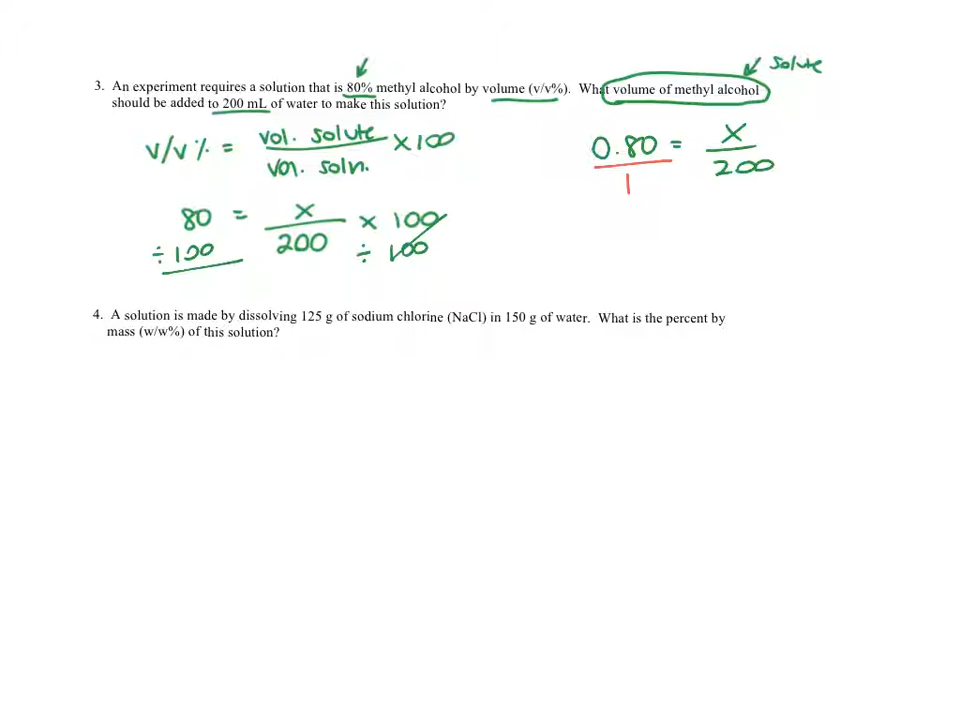 solute
3. An experiment requires a solution that is 80% methyl alcohol by volume (v/v%). What volume of methyl alcohol
should be added to 200 mL of water to make this solution?
v/v% = vol. solute / vol. soln. × 100
0.80 / 1 = x / 200
80 = x / 200 × 100
÷ 100 ÷ 100
4. A solution is made by dissolving 125 g of sodium chlorine (NaCl) in 150 g of water. What is the percent by
mass (w/w%) of this solution?